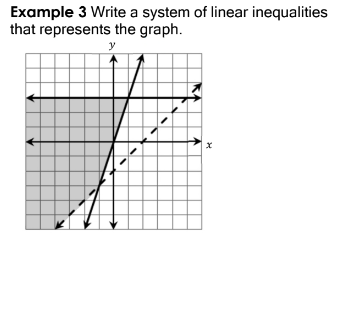 Example 3 Write a system of linear inequalities
that represents the graph.
y
x